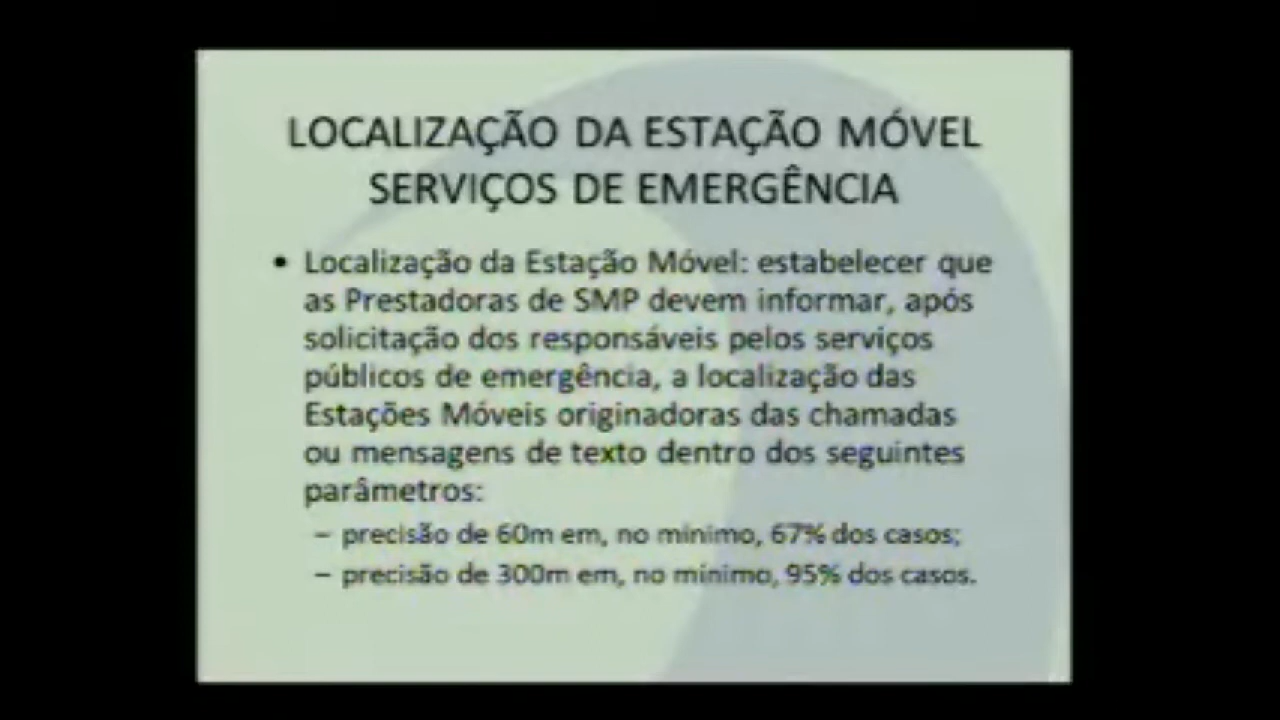 LOCALIZAÇÃO DA ESTAÇÃO MÓVEL
SERVIÇOS DE EMERGÊNCIA
• Localização da Estação Móvel: estabelecer que
as Prestadoras de SMP devem informar, após
solicitação dos responsáveis pelos serviços
públicos de emergência, a localização das
Estações Móveis originadoras das chamadas
ou mensagens de texto dentro dos seguintes
parâmetros:
– precisão de 60m em, no mínimo, 67% dos casos;
– precisão de 300m em, no mínimo, 95% dos casos.